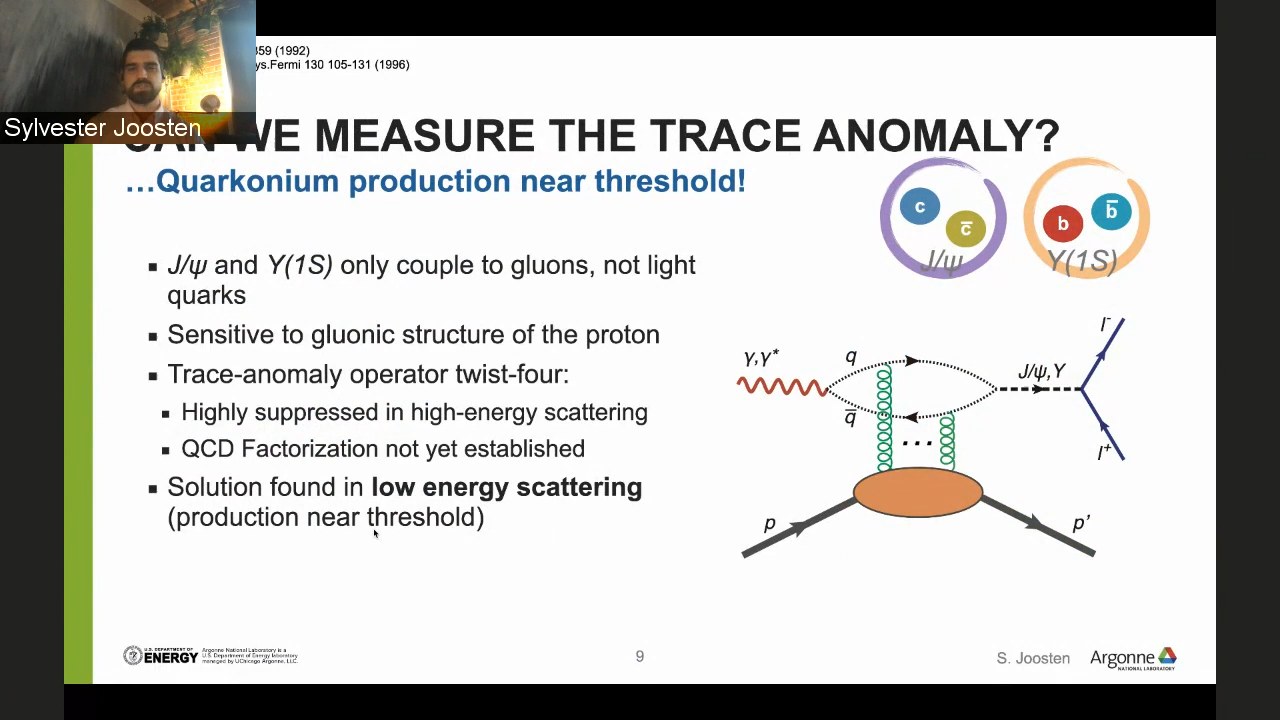 359 (1992)
ys.Fermi 130 105-131 (1996)
Sylvester Joosten
CAN WE MEASURE THE TRACE ANOMALY?
…Quarkonium production near threshold!
c
c̅
J/ψ
b
b̅
Y(1S)
▪ J/ψ and Y(1S) only couple to gluons, not light
quarks
▪ Sensitive to gluonic structure of the proton
▪ Trace-anomaly operator twist-four:
▪ Highly suppressed in high-energy scattering
▪ QCD Factorization not yet established
▪ Solution found in low energy scattering
(production near threshold)
γ,γ*
q
q̅
...
J/ψ,Y
l⁻
l⁺
p
p'
U.S. DEPARTMENT OF
ENERGY
Argonne National Laboratory is a
U.S. Department of Energy laboratory
managed by UChicago Argonne, LLC.
9
S. Joosten
Argonne
NATIONAL LABORATORY